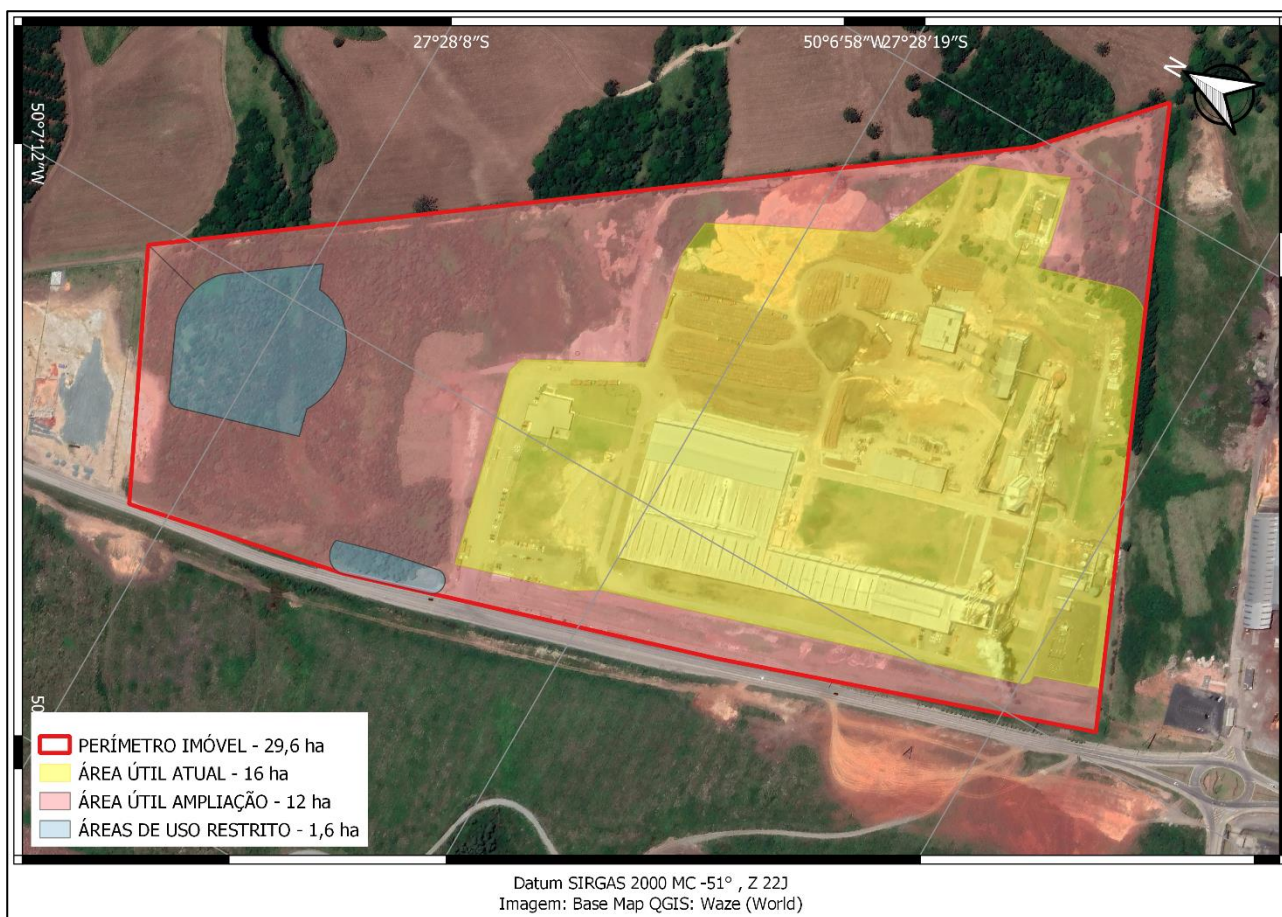 27°28'8"S
50°6'58"W27°28'19"S
N
50°7'12"W
50
PERÍMETRO IMÓVEL - 29,6 ha
ÁREA ÚTIL ATUAL - 16 ha
ÁREA ÚTIL AMPLIAÇÃO - 12 ha
ÁREAS DE USO RESTRITO - 1,6 ha
Datum SIRGAS 2000 MC -51° , Z 22J
Imagem: Base Map QGIS: Waze (World)